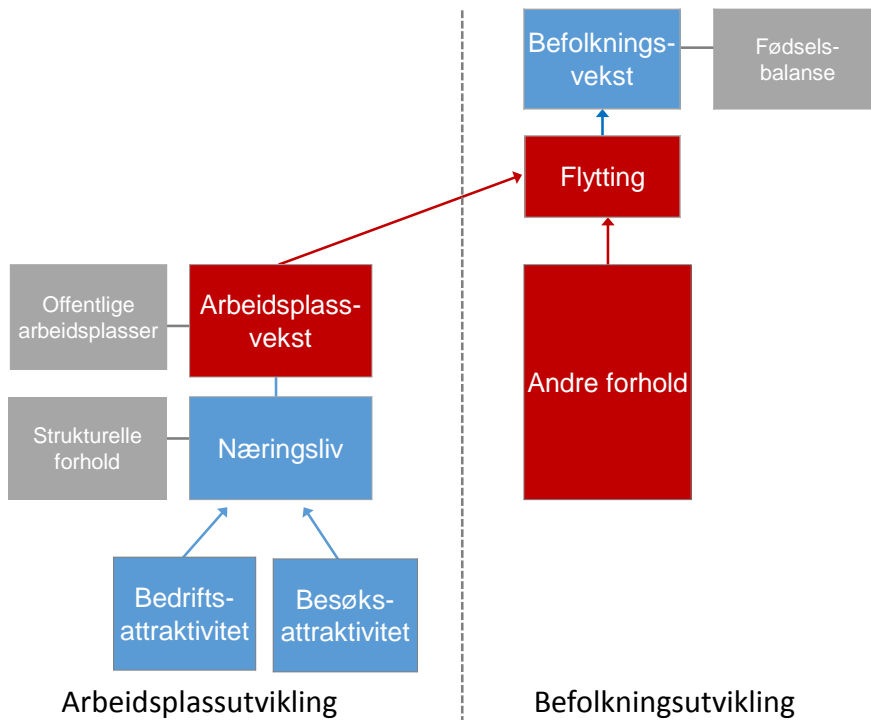 Befolknings-
vekst
Fødsels-
balanse
Flytting
Offentlige
arbeidsplasser
Arbeidsplass-
vekst
Andre forhold
Strukturelle
forhold
Næringsliv
Bedrifts-
attraktivitet
Besøks-
attraktivitet
Arbeidsplassutvikling
Befolkningsutvikling